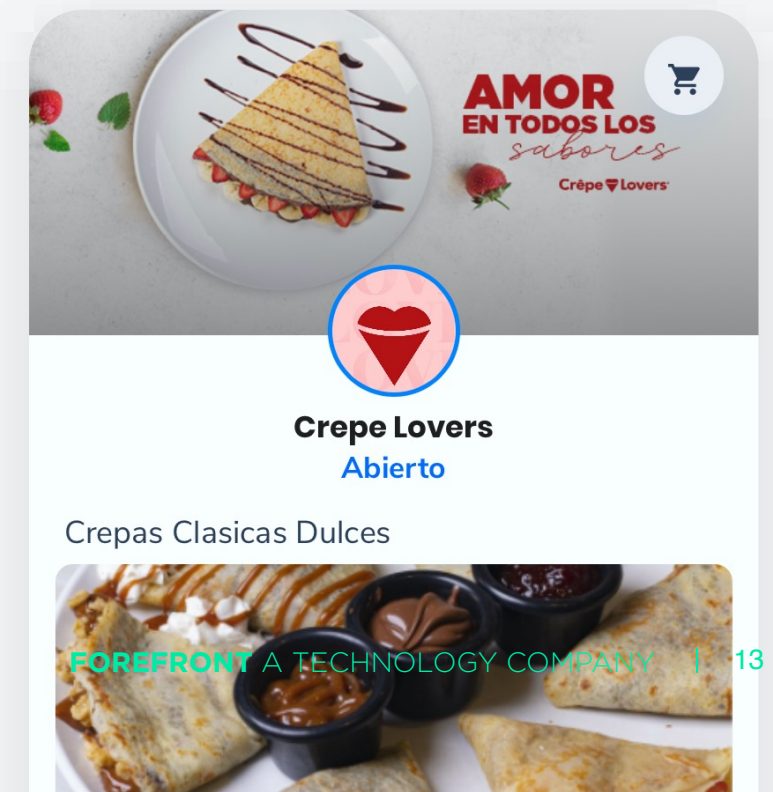 AMOR
EN TODOS LOS
sabores
Crêpe Lovers
Crepe Lovers
Abierto
Crepas Clasicas Dulces
FOREFRONT A TECHNOLOGY COMPANY | 13